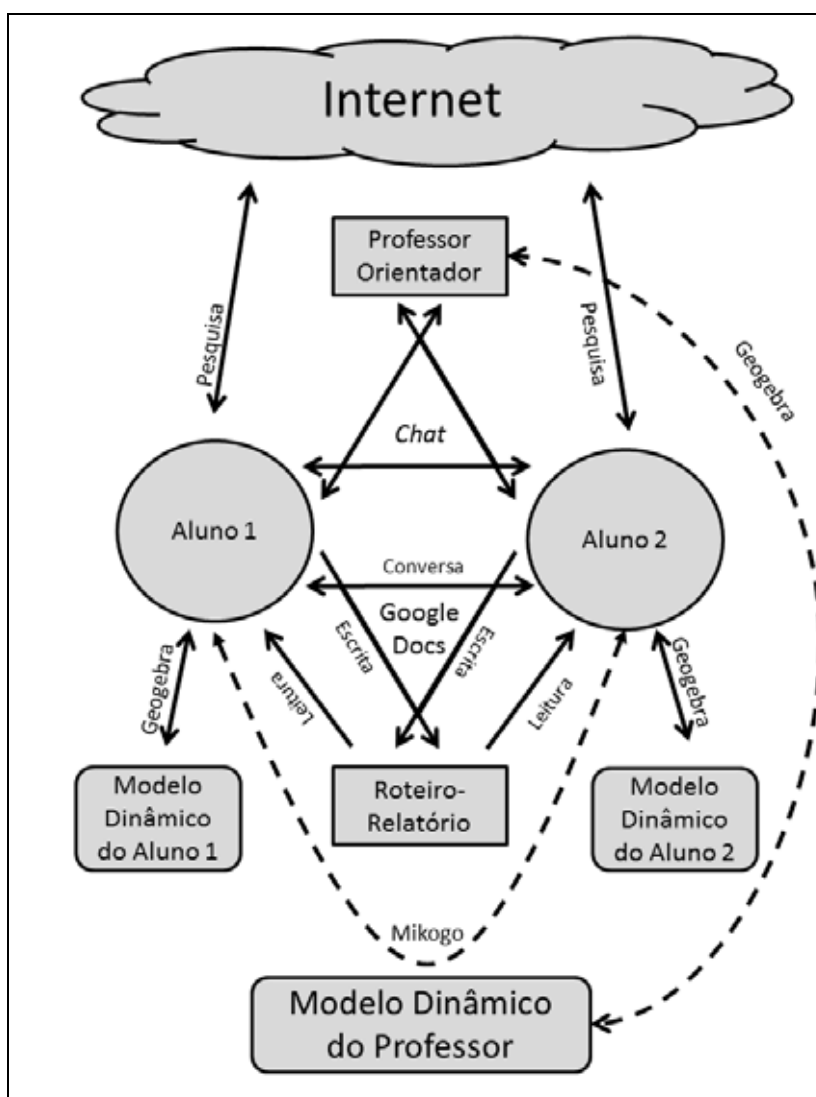 Internet
Professor
Orientador
Pesquisa
Pesquisa
Geogebra
Chat
Aluno 1
Aluno 2
Conversa
Google
Docs
Escrita
Escrita
Leitura
Leitura
Geogebra
Geogebra
Modelo
Dinâmico
do Aluno 1
Roteiro-
Relatório
Modelo
Dinâmico
do Aluno 2
Mikogo
Modelo Dinâmico
do Professor